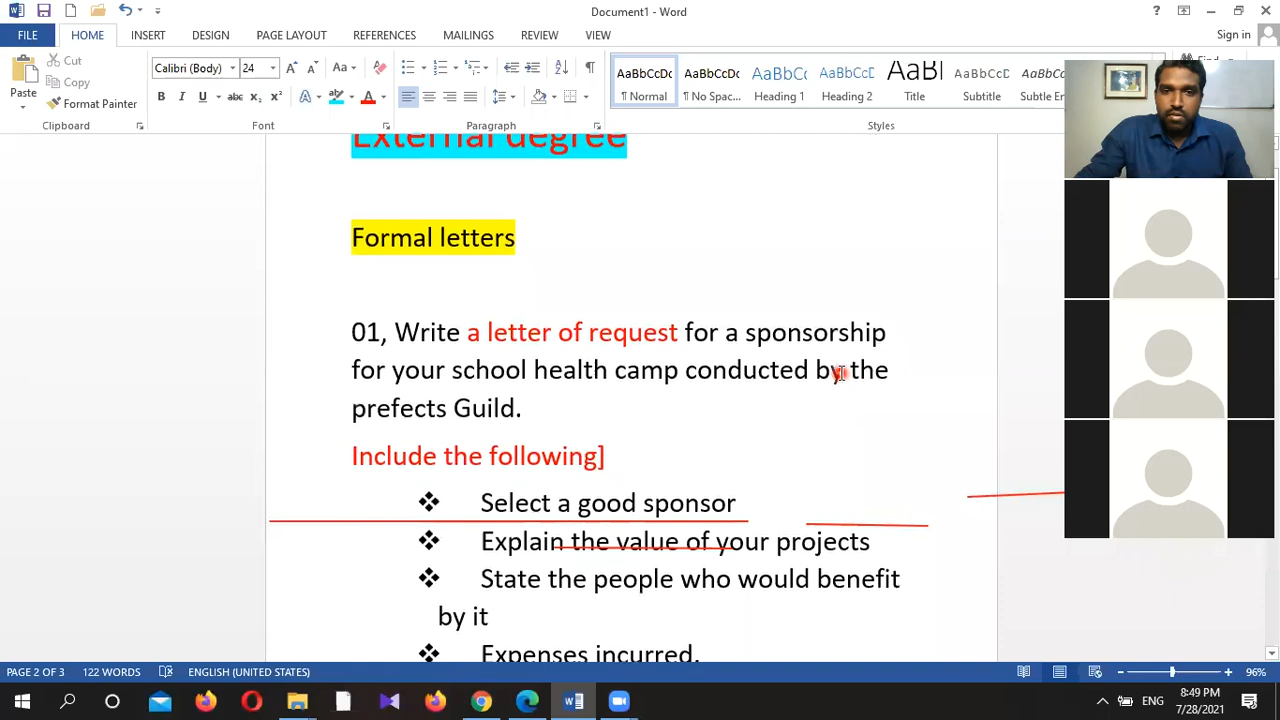 Document1 - Word
?
FILE HOME INSERT DESIGN PAGE LAYOUT REFERENCES MAILINGS REVIEW VIEW Sign in
Paste Cut Copy Format Painter
Calibri (Body) 24
AaBbCcDc AaBbCcDc AaBbCc AaBbCcE AaBl AaBbCcD AaBbCcDc
¶ Normal ¶ No Spac... Heading 1 Heading 2 Title Subtitle Subtle Em
Clipboard Font Paragraph Styles
External degree
Formal letters
01, Write a letter of request for a sponsorship
for your school health camp conducted by the
prefects Guild.
Include the following]
❖ Select a good sponsor
❖ Explain the value of your projects
❖ State the people who would benefit
by it
❖ Expenses incurred.
PAGE 2 OF 3 122 WORDS ENGLISH (UNITED STATES) 96%
ENG 8:49 PM
7/28/2021